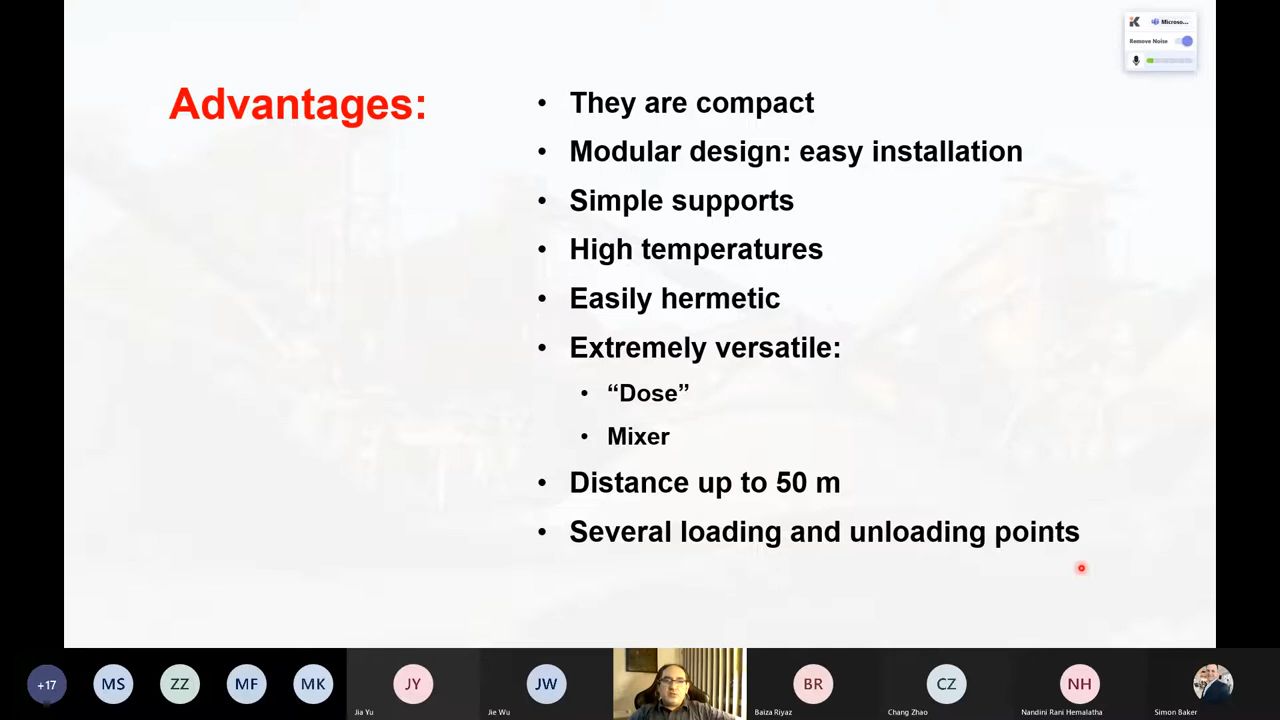 Microso...
Remove Noise
Advantages:
• They are compact
• Modular design: easy installation
• Simple supports
• High temperatures
• Easily hermetic
• Extremely versatile:
• “Dose”
• Mixer
• Distance up to 50 m
• Several loading and unloading points
+17
MS
ZZ
MF
MK
JY
JW
BR
CZ
NH
Jia Yu
Jie Wu
Baiza Riyaz
Chang Zhao
Nandini Rani Hemalatha
Simon Baker